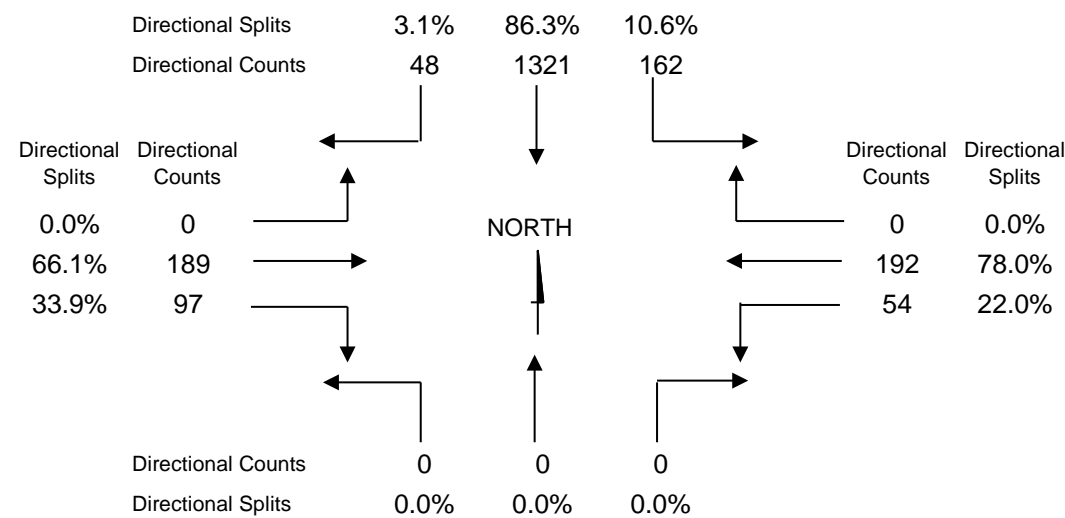 Directional Splits 3.1% 86.3% 10.6%
Directional Counts 48 1321 162
Directional Directional Directional Directional
Splits Counts Counts Splits
0.0% 0 0 0.0%
NORTH
66.1% 189 192 78.0%
33.9% 97 54 22.0%
Directional Counts 0 0 0
Directional Splits 0.0% 0.0% 0.0%